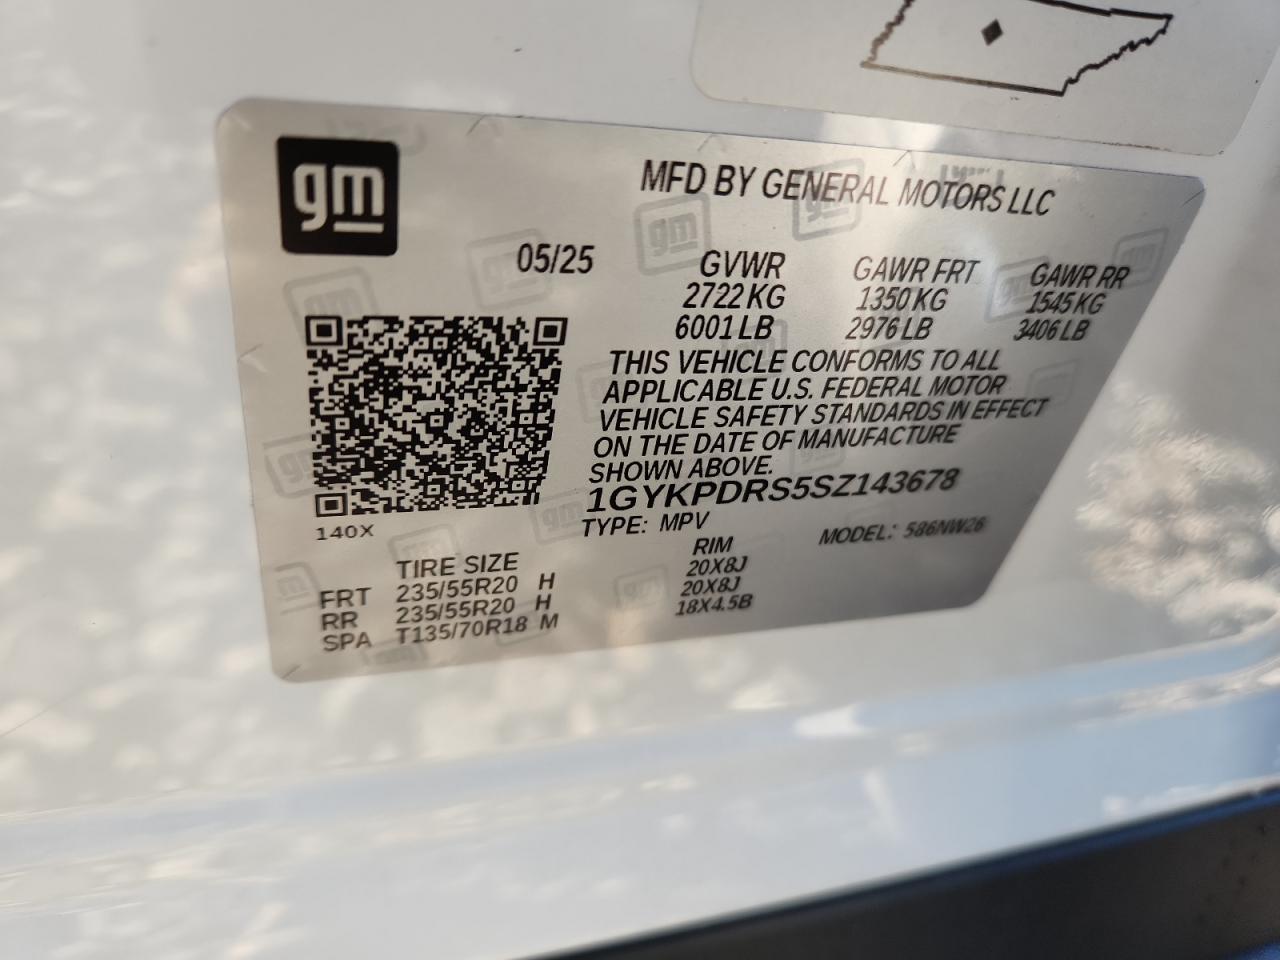 gm
MFD BY GENERAL MOTORS LLC
05/25 GVWR GAWR FRT GAWR RR
2722 KG 1350 KG 1545 KG
6001 LB 2976 LB 3406 LB
THIS VEHICLE CONFORMS TO ALL
APPLICABLE U.S. FEDERAL MOTOR
VEHICLE SAFETY STANDARDS IN EFFECT
ON THE DATE OF MANUFACTURE
SHOWN ABOVE.
1GYKPDRS5SZ143678
140X TYPE: MPV MODEL: 586NW26
TIRE SIZE RIM
FRT 235/55R20 H 20X8J
RR 235/55R20 H 20X8J
SPA T135/70R18 M 18X4.5B